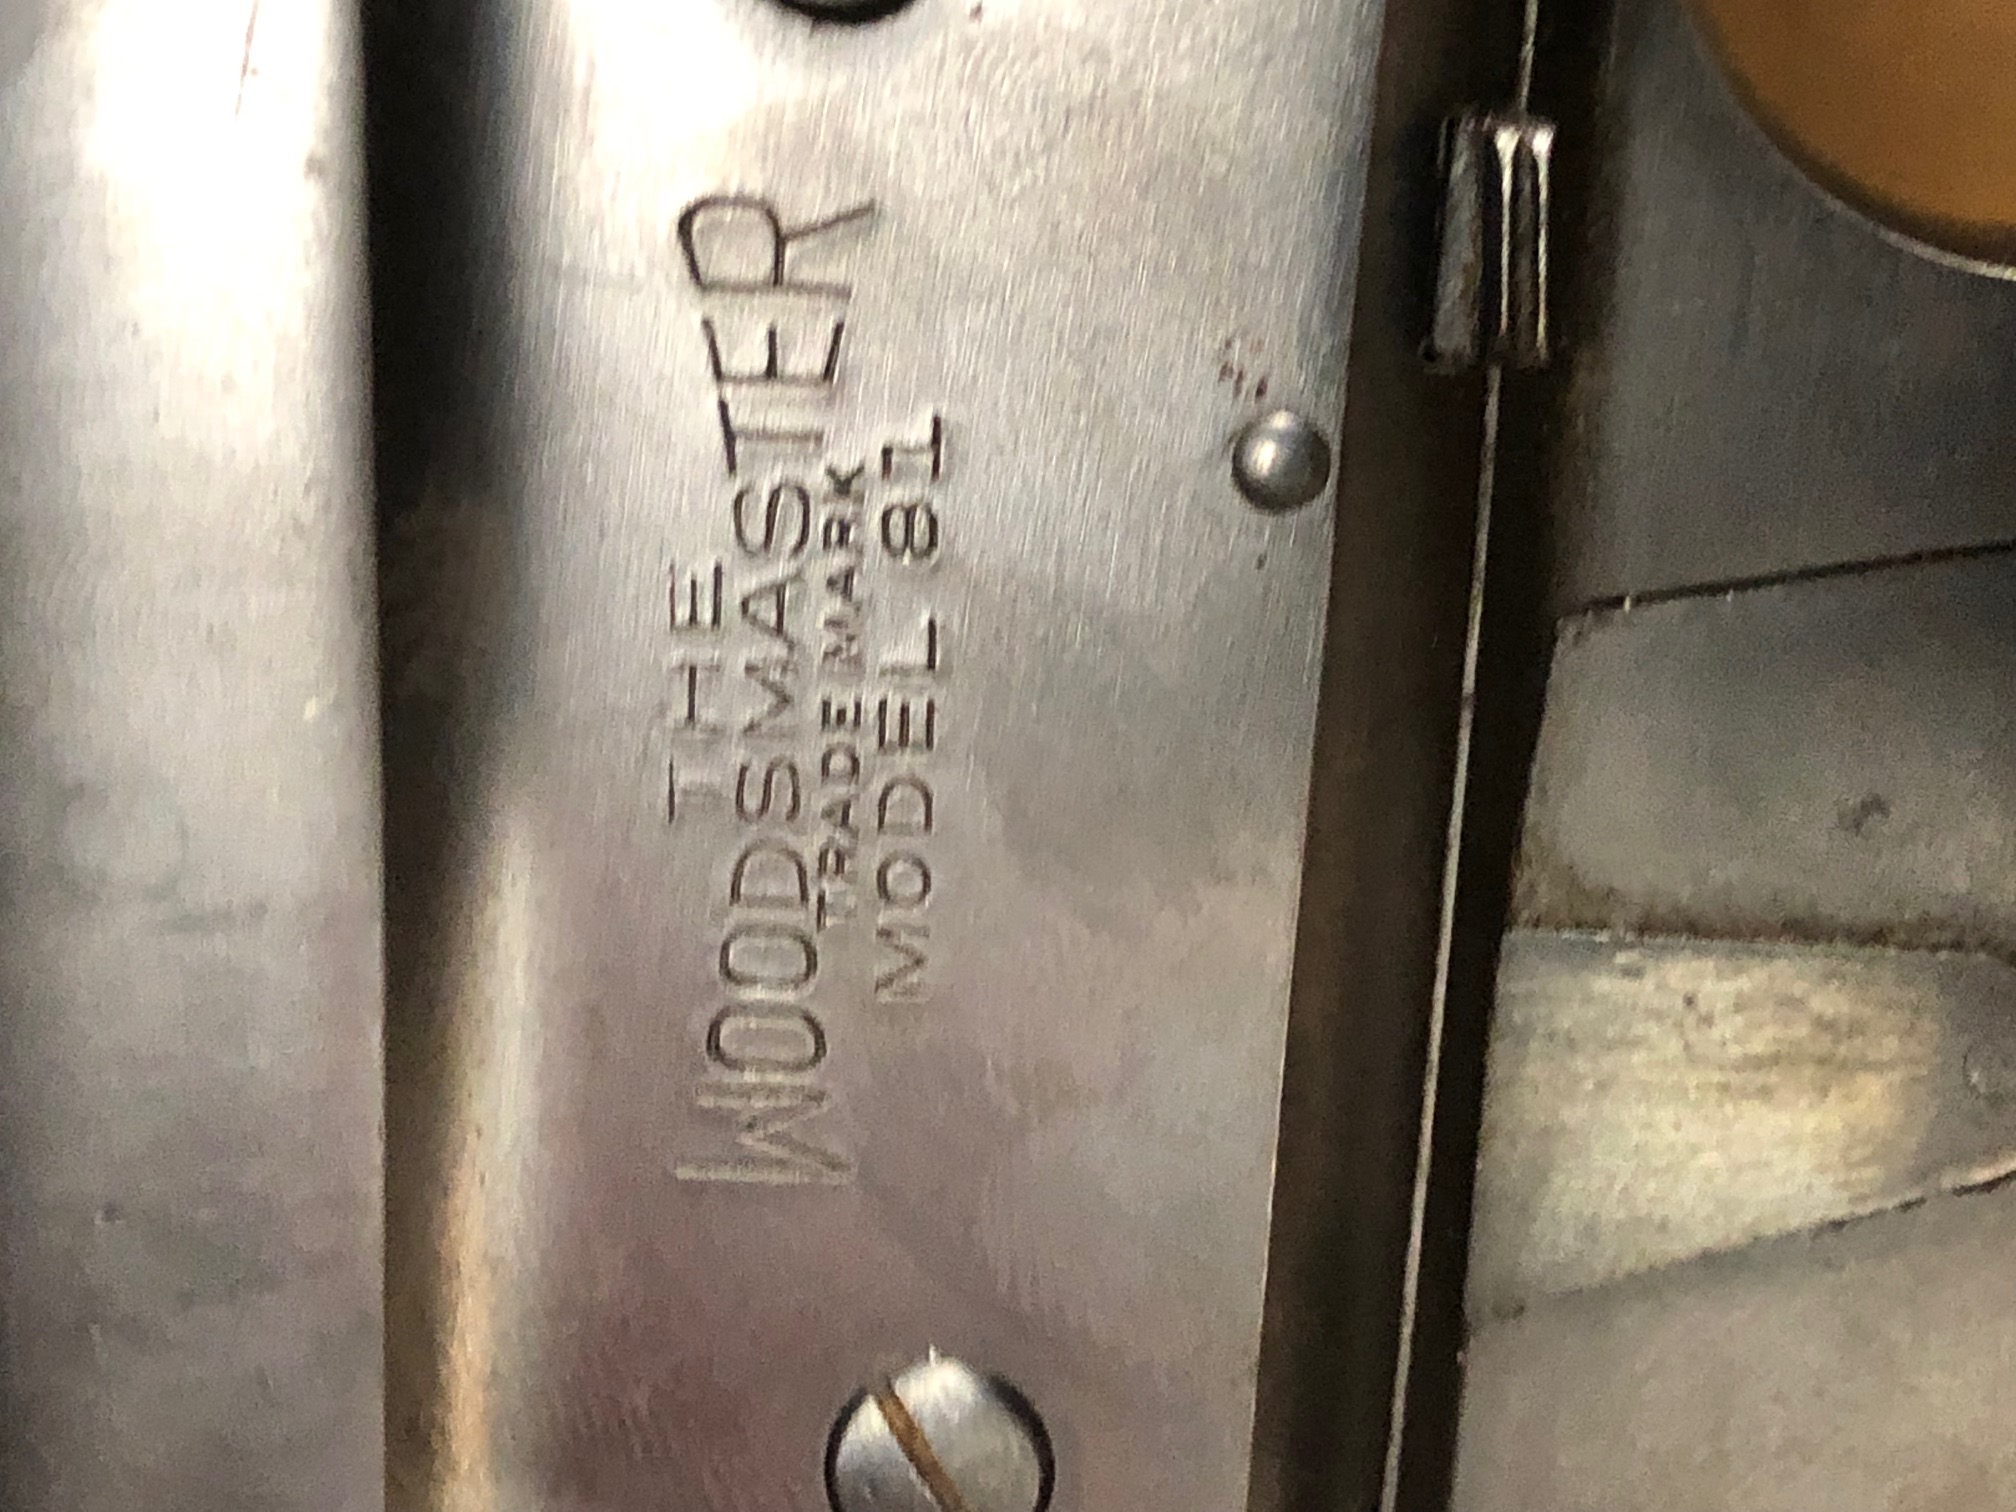 THE
WOODSMASTER
TRADE MARK
MODEL 81